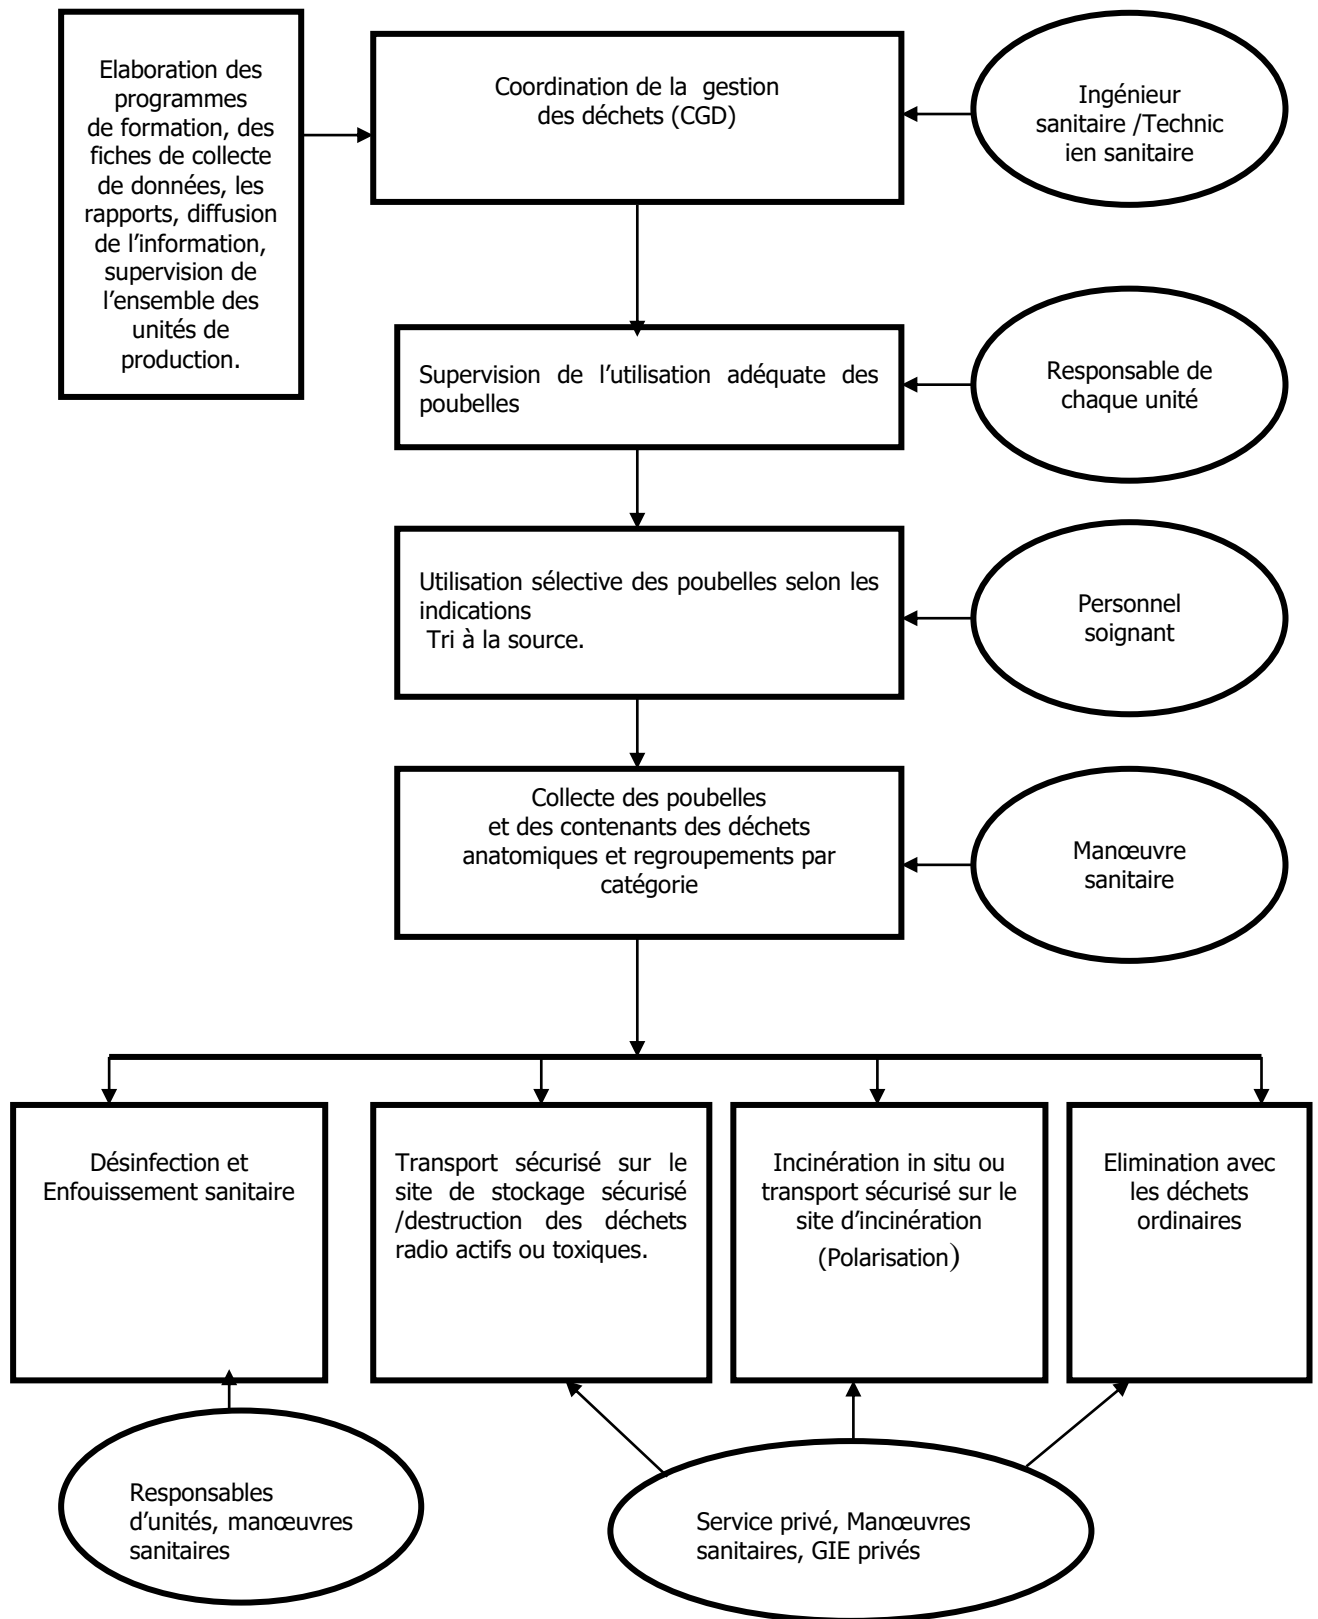 Elaboration des
programmes
de formation, des
fiches de collecte
de données, les
rapports, diffusion
de l'information,
supervision de
l'ensemble des
unités de
production.
Coordination de la gestion
des déchets (CGD)
Ingénieur
sanitaire /Technic
ien sanitaire
Supervision de l'utilisation adéquate des
poubelles
Responsable de
chaque unité
Utilisation sélective des poubelles selon les
indications
Tri à la source.
Personnel
soignant
Collecte des poubelles
et des contenants des déchets
anatomiques et regroupements par
catégorie
Manœuvre
sanitaire
Désinfection et
Enfouissement sanitaire
Transport sécurisé sur le
site de stockage sécurisé
/destruction des déchets
radio actifs ou toxiques.
Incinération in situ ou
transport sécurisé sur le
site d'incinération
(Polarisation)
Elimination avec
les déchets
ordinaires
Responsables
d'unités, manœuvres
sanitaires
Service privé, Manœuvres
sanitaires, GIE privés